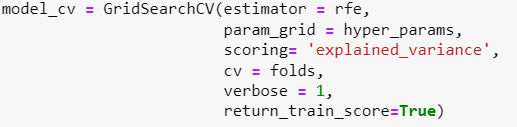 model_cv = GridSearchCV(estimator = rfe,
param_grid = hyper_params,
scoring= 'explained_variance',
cv = folds,
verbose = 1,
return_train_score=True)